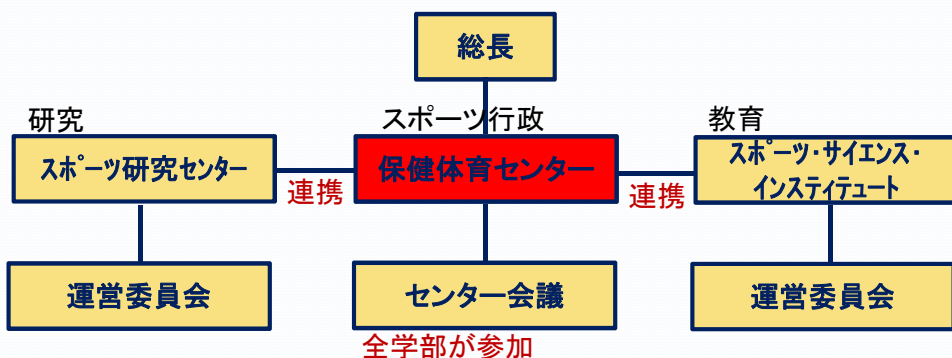 総長
研究
スポーツ行政
教育
スポーツ研究センター
連携
保健体育センター
連携
スポーツ・サイエンス・
インスティテュート
運営委員会
センター会議
運営委員会
全学部が参加